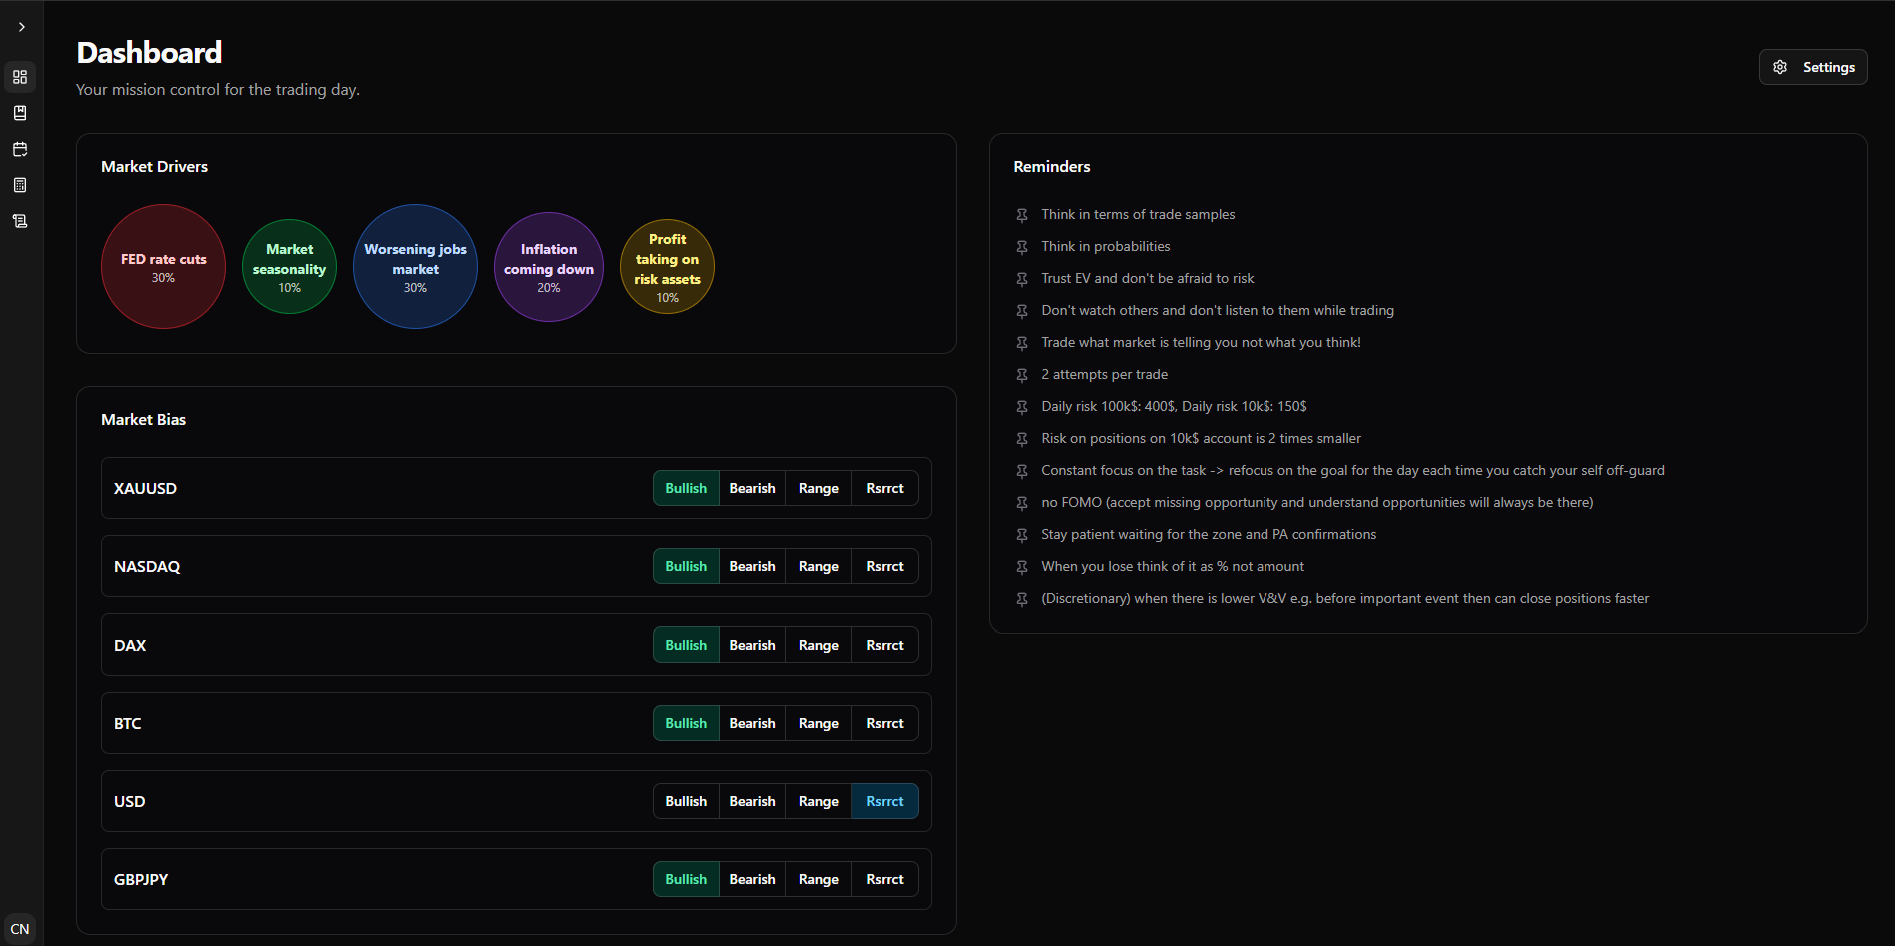 Dashboard
Your mission control for the trading day.
Settings
Market Drivers
FED rate cuts
30%
Market
seasonality
10%
Worsening jobs
market
30%
Inflation
coming down
20%
Profit
taking on
risk assets
10%
Market Bias
XAUUSD Bullish Bearish Range Rsrrct
NASDAQ Bullish Bearish Range Rsrrct
DAX Bullish Bearish Range Rsrrct
BTC Bullish Bearish Range Rsrrct
USD Bullish Bearish Range Rsrrct
GBPJPY Bullish Bearish Range Rsrrct
Reminders
Think in terms of trade samples
Think in probabilities
Trust EV and don't be afraid to risk
Don't watch others and don't listen to them while trading
Trade what market is telling you not what you think!
2 attempts per trade
Daily risk 100k$: 400$, Daily risk 10k$: 150$
Risk on positions on 10k$ account is 2 times smaller
Constant focus on the task -> refocus on the goal for the day each time you catch your self off-guard
no FOMO (accept missing opportunity and understand opportunities will always be there)
Stay patient waiting for the zone and PA confirmations
When you lose think of it as % not amount
(Discretionary) when there is lower V&V e.g. before important event then can close positions faster
CN